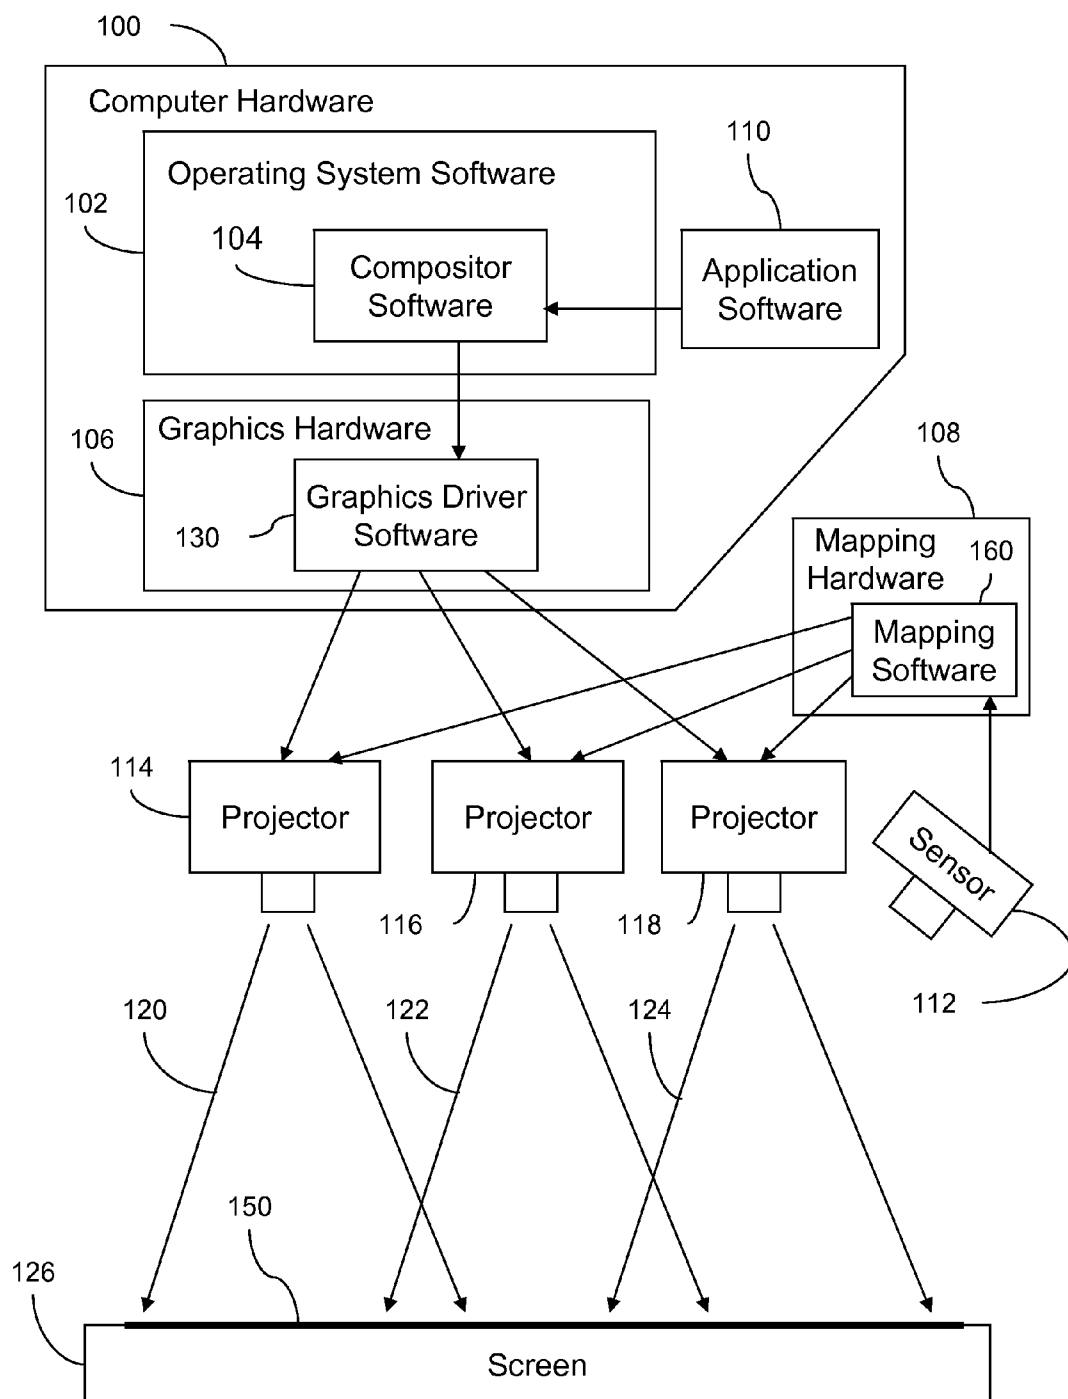 100
Computer Hardware
110
Operating System Software
102
104
Compositor
Software
Application
Software
106
Graphics Hardware
108
Graphics Driver
Software
130
Mapping
Hardware
160
Mapping
Software
114
Projector
Projector
Projector
Sensor
116
118
112
120
122
124
150
126
Screen